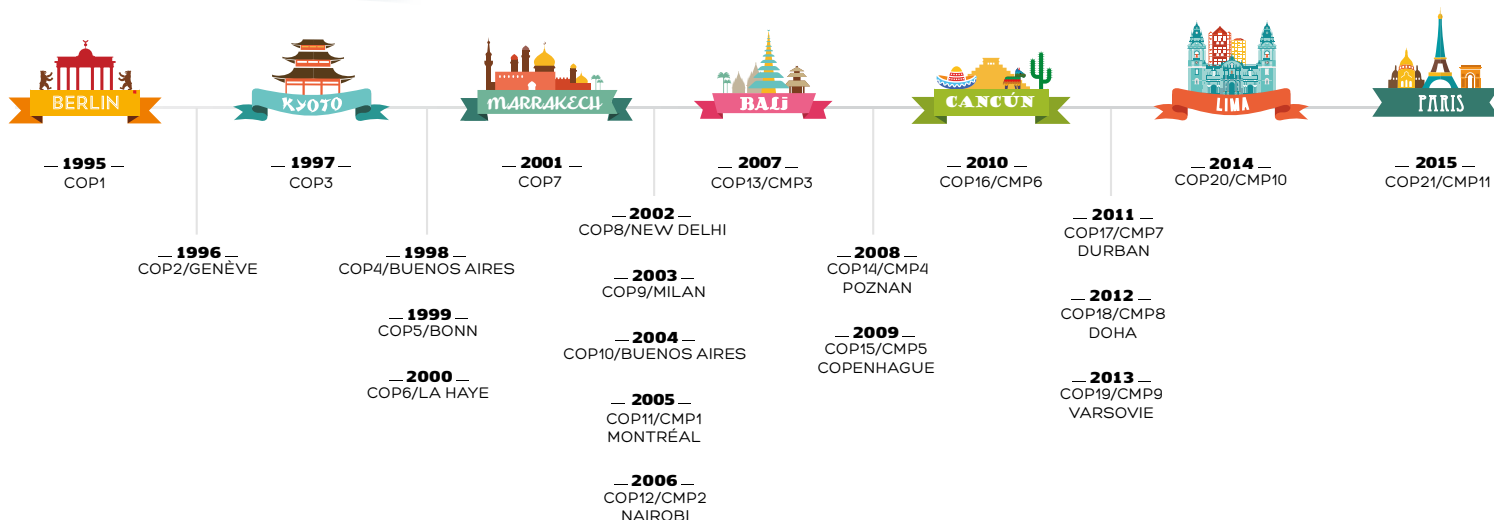 BERLIN
KYOTO
MARRAKECH
BALI
CANCÚN
LIMA
PARIS
1995
COP1
1997
COP3
2001
COP7
2007
COP13/CMP3
2010
COP16/CMP6
2014
COP20/CMP10
2015
COP21/CMP11
1996
COP2/GENÈVE
1998
COP4/BUENOS AIRES
1999
COP5/BONN
2000
COP6/LA HAYE
2002
COP8/NEW DELHI
2003
COP9/MILAN
2004
COP10/BUENOS AIRES
2005
COP11/CMP1
MONTRÉAL
2006
COP12/CMP2
NAIROBI
2008
COP14/CMP4
POZNAN
2009
COP15/CMP5
COPENHAGUE
2011
COP17/CMP7
DURBAN
2012
COP18/CMP8
DOHA
2013
COP19/CMP9
VARSOVIE